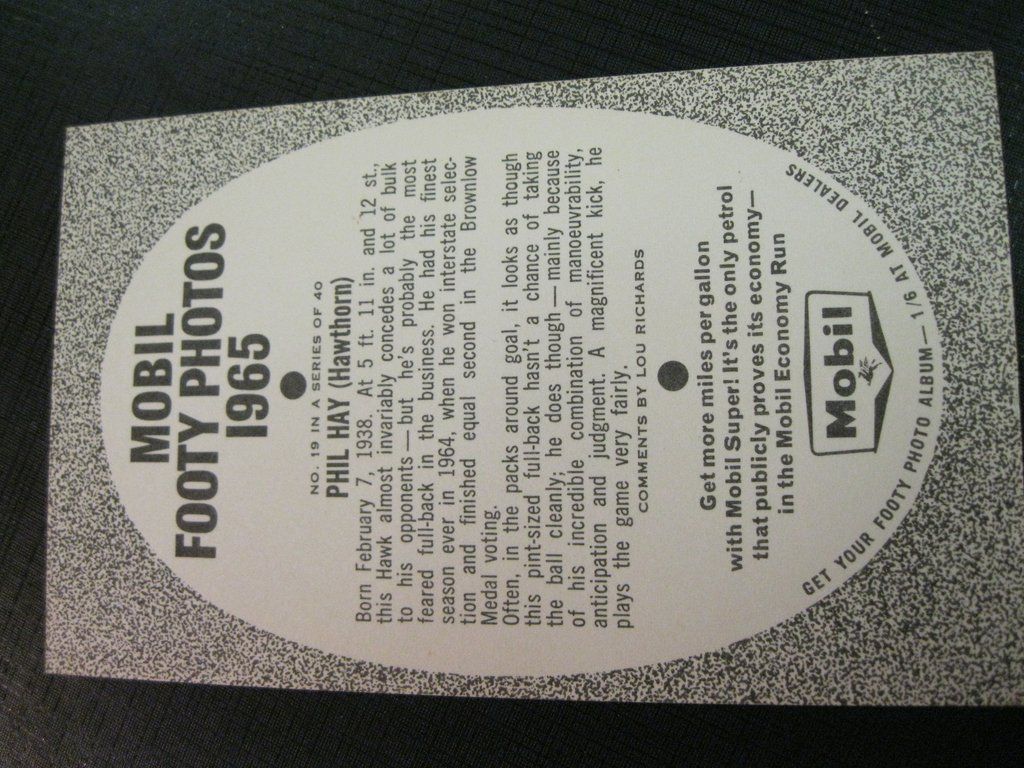 MOBIL
FOOTY PHOTOS
1965
NO. 19 IN A SERIES OF 40
PHIL HAY (Hawthorn)
Born February 7, 1938. At 5 ft. 11 in. and 12 st,
this Hawk almost invariably concedes a lot of bulk
to his opponents — but he's probably the most
feared full-back in the business. He had his finest
season ever in 1964, when he won interstate selec-
tion and finished equal second in the Brownlow
Medal voting.
Often, in the packs around goal, it looks as though
this pint-sized full-back hasn't a chance of taking
the ball cleanly; he does though — mainly because
of his incredible combination of manoeuvrability,
anticipation and judgment. A magnificent kick, he
plays the game very fairly.
COMMENTS BY LOU RICHARDS
Get more miles per gallon
with Mobil Super! It's the only petrol
that publicly proves its economy—
in the Mobil Economy Run
Mobil
GET YOUR FOOTY PHOTO ALBUM — 1/6 AT MOBIL DEALERS